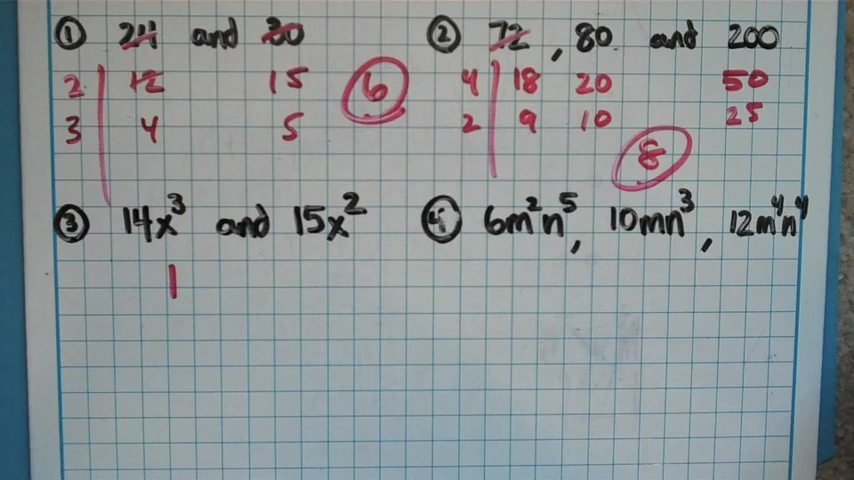 ① 24 and 30
2 12 15 6
3 4 5
② 72, 80 and 200
4 18 20 50
2 9 10 25
8
③ 14x³ and 15x²
1
④ 6m²n⁵, 10mn³, 12m⁴n⁴